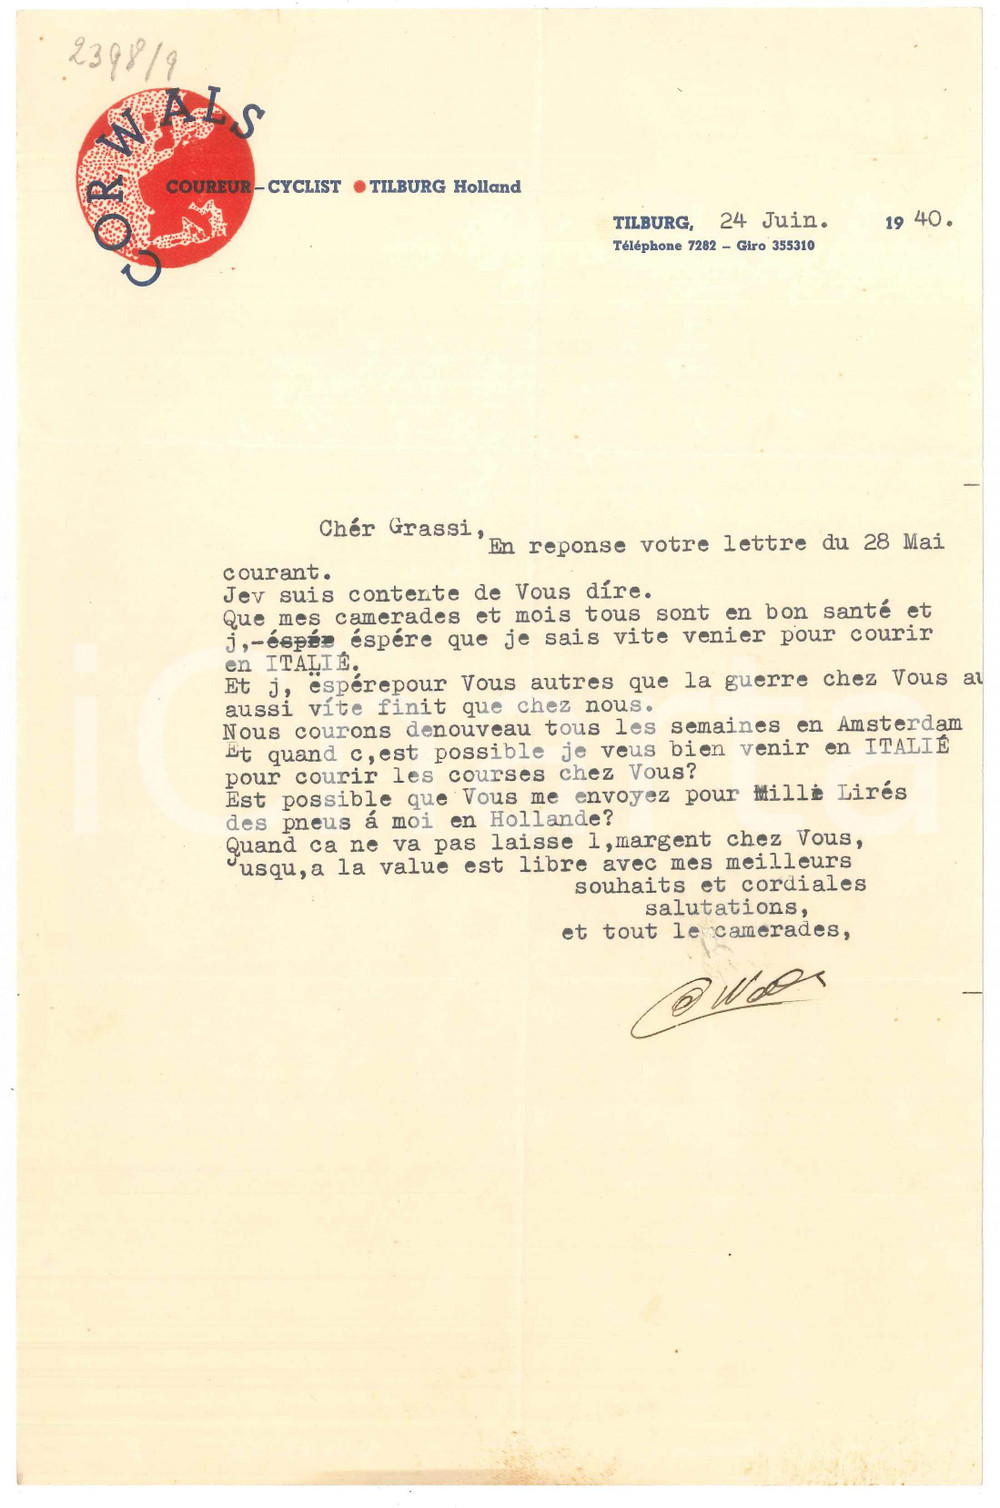 2398/9
COR WALS
COUREUR-CYCLIST • TILBURG Holland
TILBURG, 24 Juin. 1940.
Téléphone 7282 – Giro 355310
Chér Grassi,
En reponse votre lettre du 28 Mai
courant.
Jev suis contente de Vous díre.
Que mes camerades et mois tous sont en bon santé et
j,-éspér éspére que je sais vite venier pour courir
en ITALIÉ.
Et j, ëspérepour Vous autres que la guerre chez Vous au
aussi víte finit que chez nous.
Nous courons denouveau tous les semaines en Amsterdam
Et quand c,est possible je veus bien venir en ITALIÉ
pour courir les courses chez Vous?
Est possible que Vous me envoyez pour Mille Lirés
des pneus á moi en Hollande?
Quand ca ne va pas laisse l,margent chez Vous,
Jusqu,a la value est libre avec mes meilleurs
souhaits et cordiales
salutations,
et tout le camerades,
C Wals